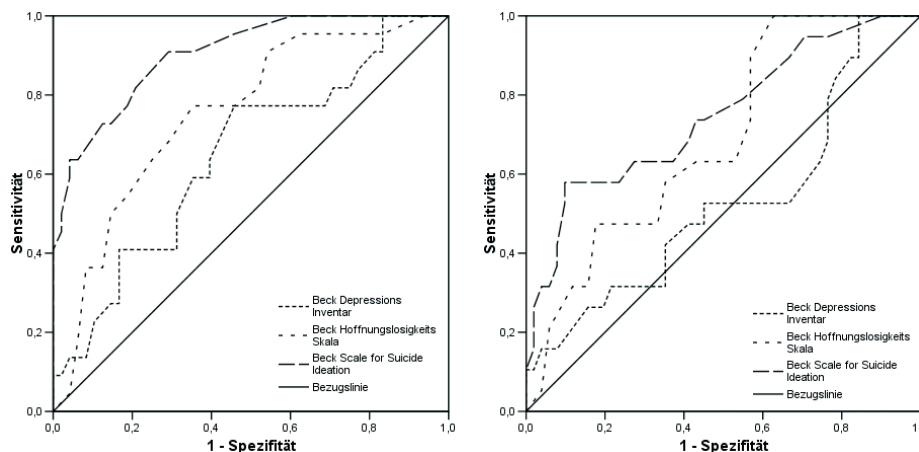 1,0
0,8
0,6
0,4
0,2
0,0
Sensitivität
Beck Depressions
Inventar
Beck Hoffnungslosigkeits
Skala
Beck Scale for Suicide
Ideation
Bezugslinie
0,0 0,2 0,4 0,6 0,8 1,0
1 - Spezifität
1,0
0,8
0,6
0,4
0,2
0,0
Sensitivität
Beck Depressions
Inventar
Beck Hoffnungslosigkeits
Skala
Beck Scale for Suicide
Ideation
Bezugslinie
0,0 0,2 0,4 0,6 0,8
1 - Spezifität